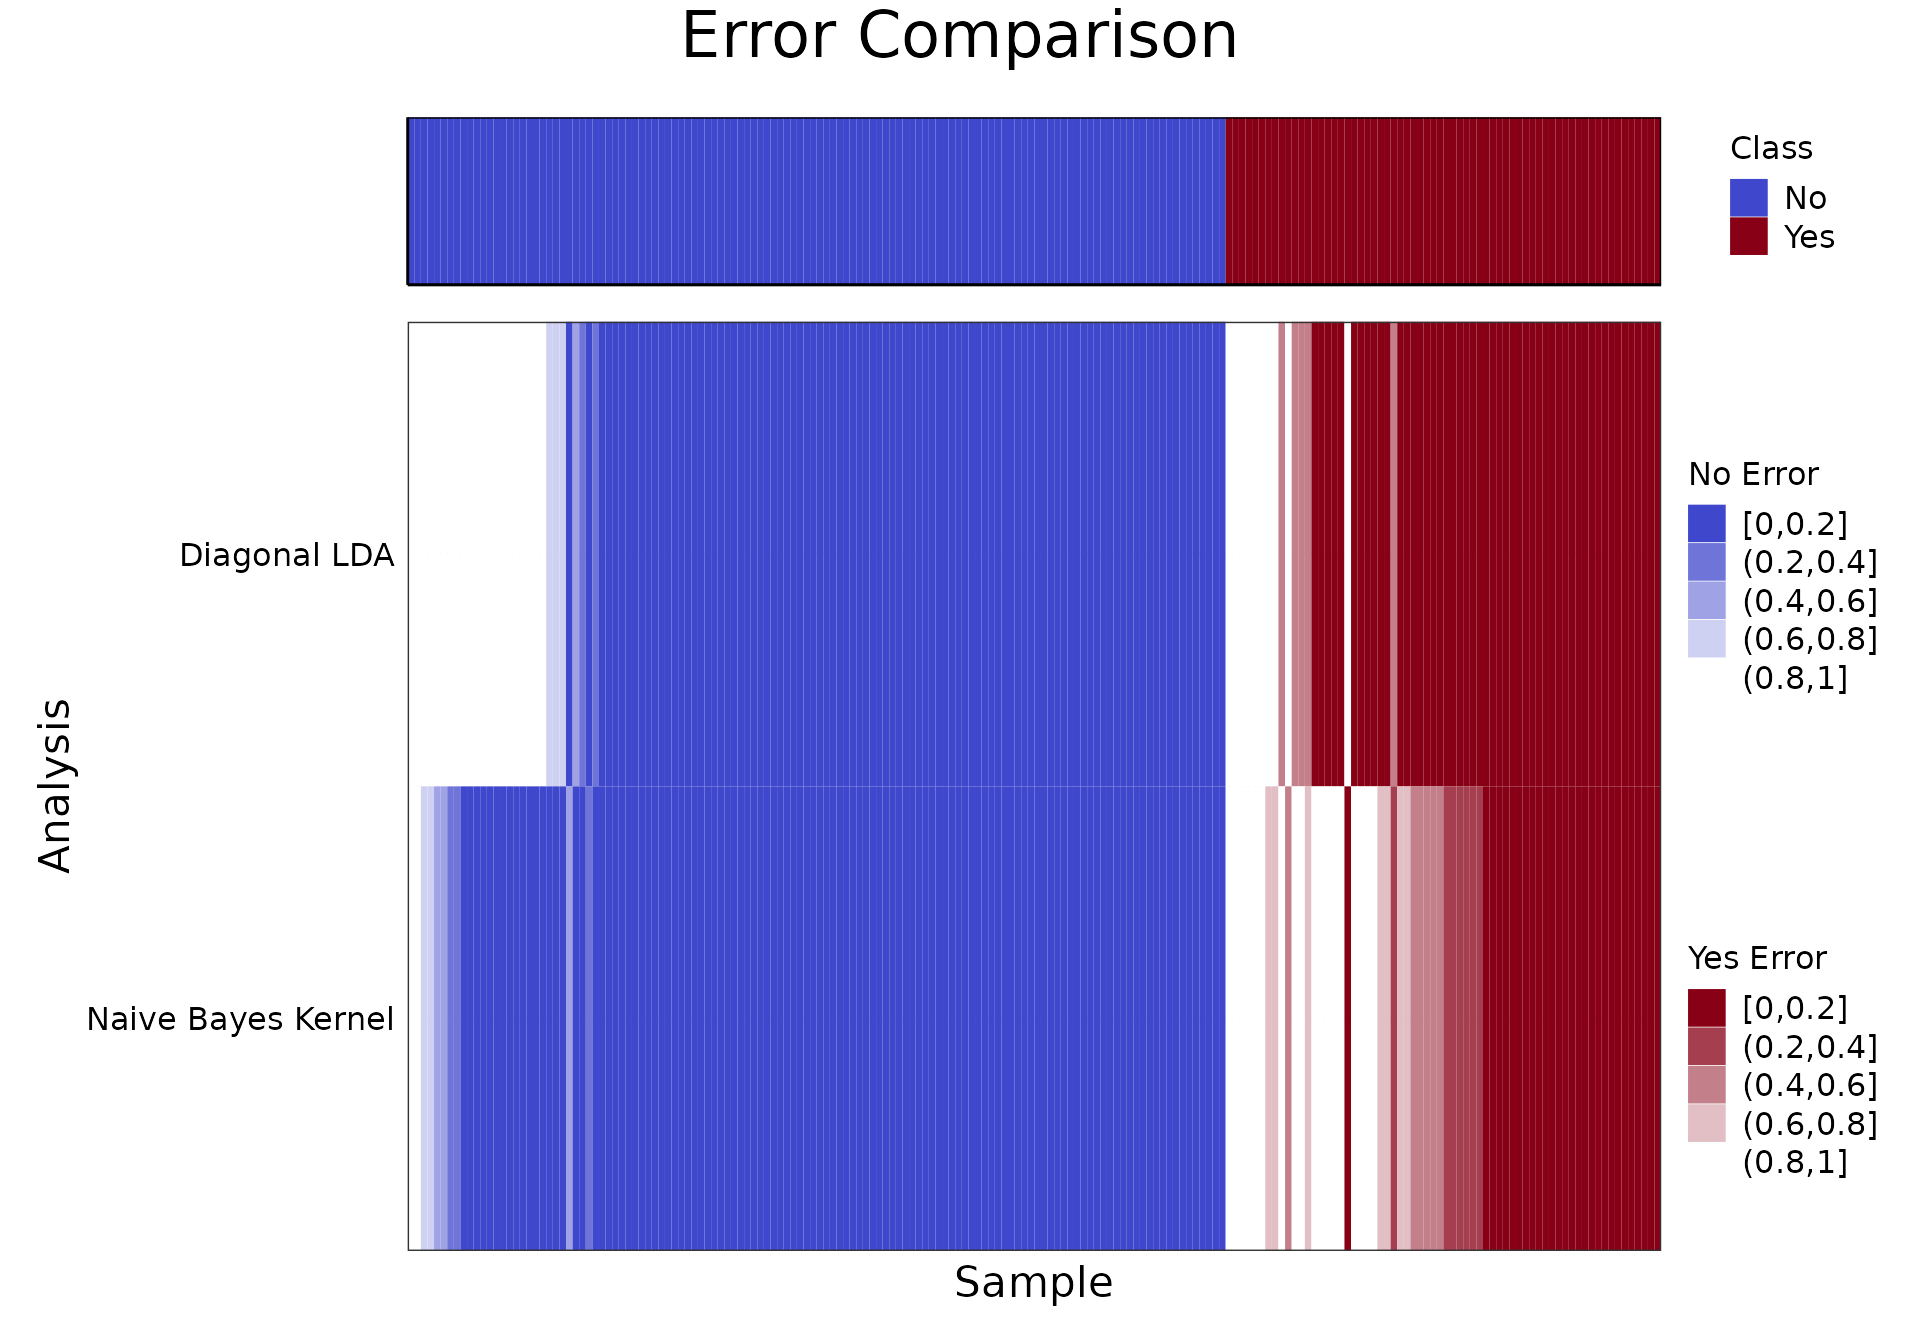 Error Comparison
Class
No
Yes
No Error
[0,0.2]
(0.2,0.4]
(0.4,0.6]
(0.6,0.8]
(0.8,1]
Diagonal LDA
Analysis
Naive Bayes Kernel
Yes Error
[0,0.2]
(0.2,0.4]
(0.4,0.6]
(0.6,0.8]
(0.8,1]
Sample